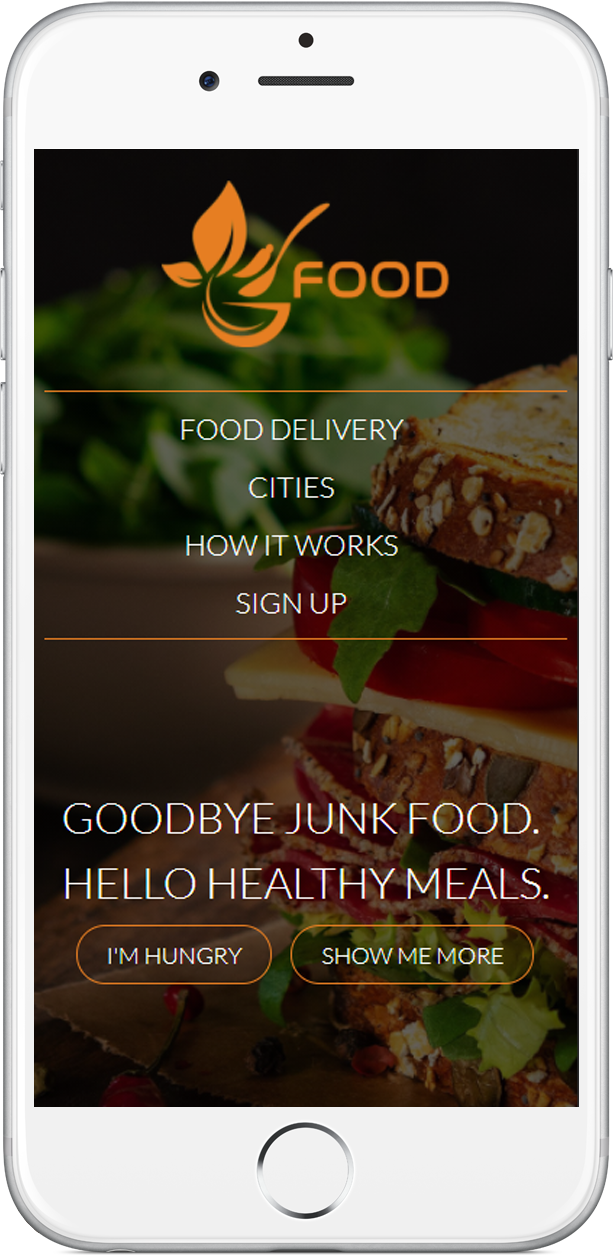 FOOD
FOOD DELIVERY
CITIES
HOW IT WORKS
SIGN UP
GOODBYE JUNK FOOD.
HELLO HEALTHY MEALS.
I'M HUNGRY
SHOW ME MORE